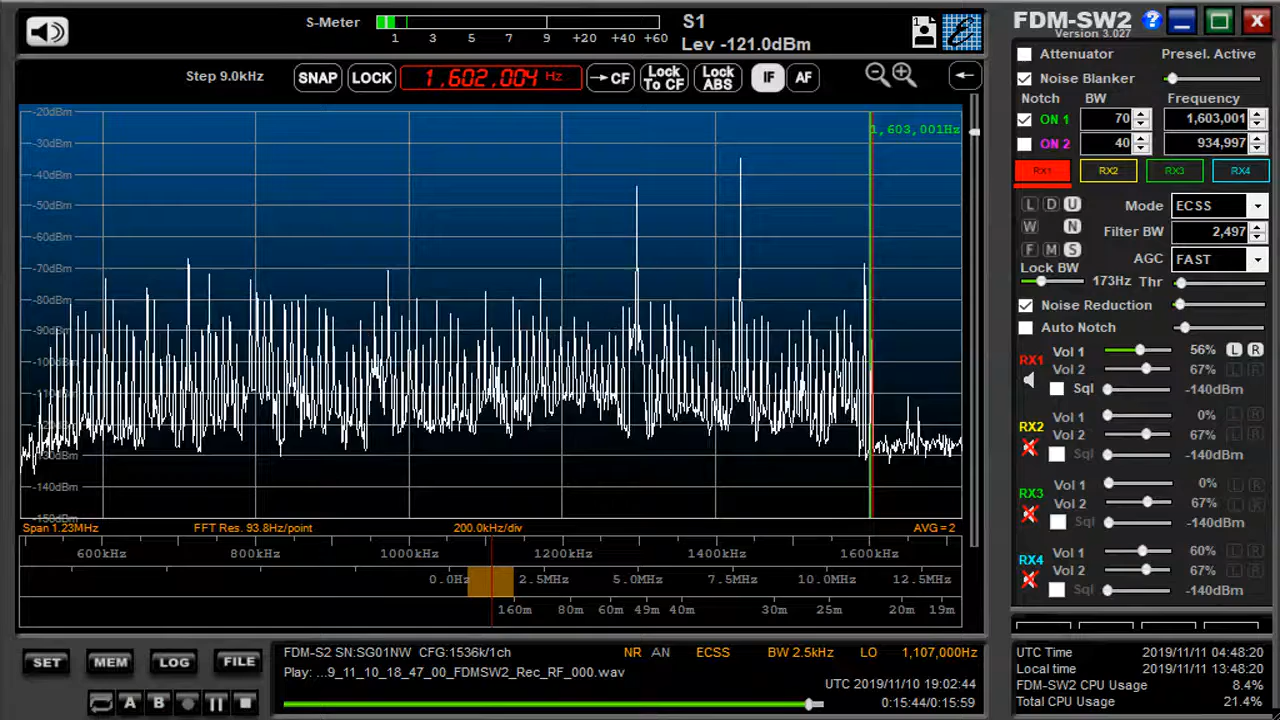 S-Meter
1 3 5 7 9 +20 +40 +60
S1
Lev -121.0dBm
FDM-SW2
Version 3.027
Step 9.0kHz
SNAP
LOCK
1,602,004 Hz
→CF
Lock To CF
Lock ABS
IF
AF
Attenuator Presel. Active
Noise Blanker
Notch BW Frequency
ON 1 70 1,603,001
ON 2 40 934,997
RX1 RX2 RX3 RX4
L D U Mode ECSS
W N Filter BW 2,497
F M S AGC FAST
Lock BW
173Hz Thr
Noise Reduction
Auto Notch
RX1 Vol 1 56% L R
Vol 2 67% L R
Sql -140dBm
RX2 Vol 1 0% L R
Vol 2 67% L R
Sql -140dBm
RX3 Vol 1 0% L R
Vol 2 67% L R
Sql -140dBm
RX4 Vol 1 60% L R
Vol 2 67% L R
Sql -140dBm
-20dBm
1,603,001Hz
-30dBm
-40dBm
-50dBm
-60dBm
-70dBm
-80dBm
-90dBm
-100dBm
-110dBm
-120dBm
-130dBm
-140dBm
-150dBm
Span 1.23MHz FFT Res. 93.8Hz/point 200.0kHz/div AVG=2
600kHz 800kHz 1000kHz 1200kHz 1400kHz 1600kHz
0.0Hz 2.5MHz 5.0MHz 7.5MHz 10.0MHz 12.5MHz
160m 80m 60m 49m 40m 30m 25m 20m 19m
SET MEM LOG FILE
A B
FDM-S2 SN:SG01NW CFG:1536k/1ch NR AN ECSS BW 2.5kHz LO 1,107,000Hz
Play: ...9_11_10_18_47_00_FDMSW2_Rec_RF_000.wav
UTC 2019/11/10 19:02:44
0:15:44/0:15:59
UTC Time 2019/11/11 04:48:20
Local time 2019/11/11 13:48:20
FDM-SW2 CPU Usage 8.4%
Total CPU Usage 21.4%